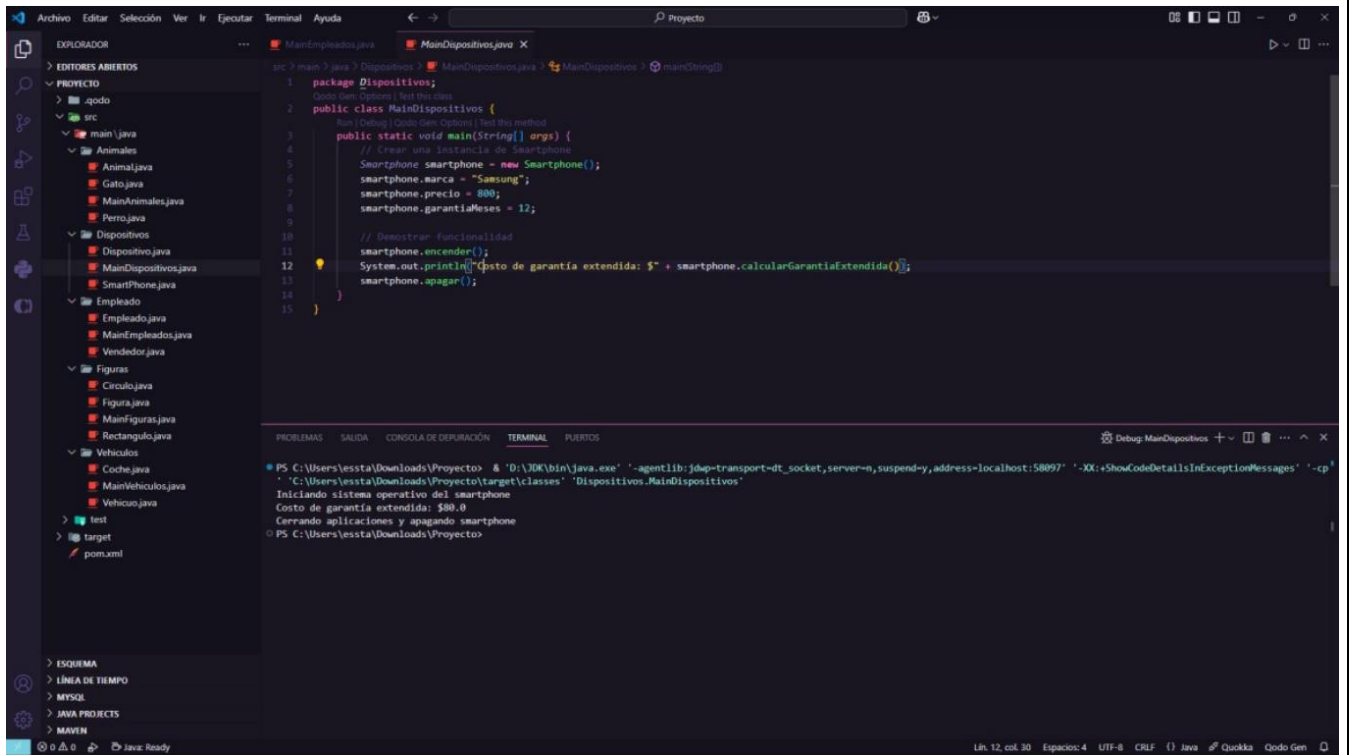 Archivo Editar Selección Ver Ir Ejecutar Terminal Ayuda
Proyecto
EXPLORADOR
EDITORES ABIERTOS
PROYECTO
.qodo
src
main \ java
Animales
Animal.java
Gato.java
MainAnimales.java
Perro.java
Dispositivos
Dispositivo.java
MainDispositivos.java
SmartPhone.java
Empleado
Empleado.java
MainEmpleados.java
Vendedor.java
Figuras
Circulo.java
Figura.java
MainFiguras.java
Rectangulo.java
Vehiculos
Coche.java
MainVehiculos.java
Vehicuo.java
test
target
pom.xml
ESQUEMA
LÍNEA DE TIEMPO
MYSQL
JAVA PROJECTS
MAVEN
MainEmpleados.java MainDispositivos.java
src > main > java > Dispositivos > MainDispositivos.java > MainDispositivos > main(String[])
1 package Dispositivos;
Qodo Gen: Options | Test this class
2 public class MainDispositivos {
Run | Debug | Qodo Gen: Options | Test this method
3 public static void main(String[] args) {
4 // Crear una instancia de Smartphone
5 Smartphone smartphone = new Smartphone();
6 smartphone.marca = "Samsung";
7 smartphone.precio = 800;
8 smartphone.garantiaMeses = 12;
9
10 // Demostrar funcionalidad
11 smartphone.encender();
12 System.out.println("Costo de garantía extendida: $" + smartphone.calcularGarantiaExtendida());
13 smartphone.apagar();
14 }
15 }
PROBLEMAS SALIDA CONSOLA DE DEPURACIÓN TERMINAL PUERTOS
Debug: MainDispositivos
PS C:\Users\essta\Downloads\Proyecto> & 'D:\JDK\bin\java.exe' '-agentlib:jdwp=transport=dt_socket,server=n,suspend=y,address=localhost:58097' '-XX:+ShowCodeDetailsInExceptionMessages' '-cp'
' 'C:\Users\essta\Downloads\Proyecto\target\classes' 'Dispositivos.MainDispositivos'
Iniciando sistema operativo del smartphone
Costo de garantía extendida: $80.0
Cerrando aplicaciones y apagando smartphone
PS C:\Users\essta\Downloads\Proyecto>
0 0 Java: Ready
Lín. 12, col. 30 Espacios: 4 UTF-8 CRLF {} Java Quokka Qodo Gen